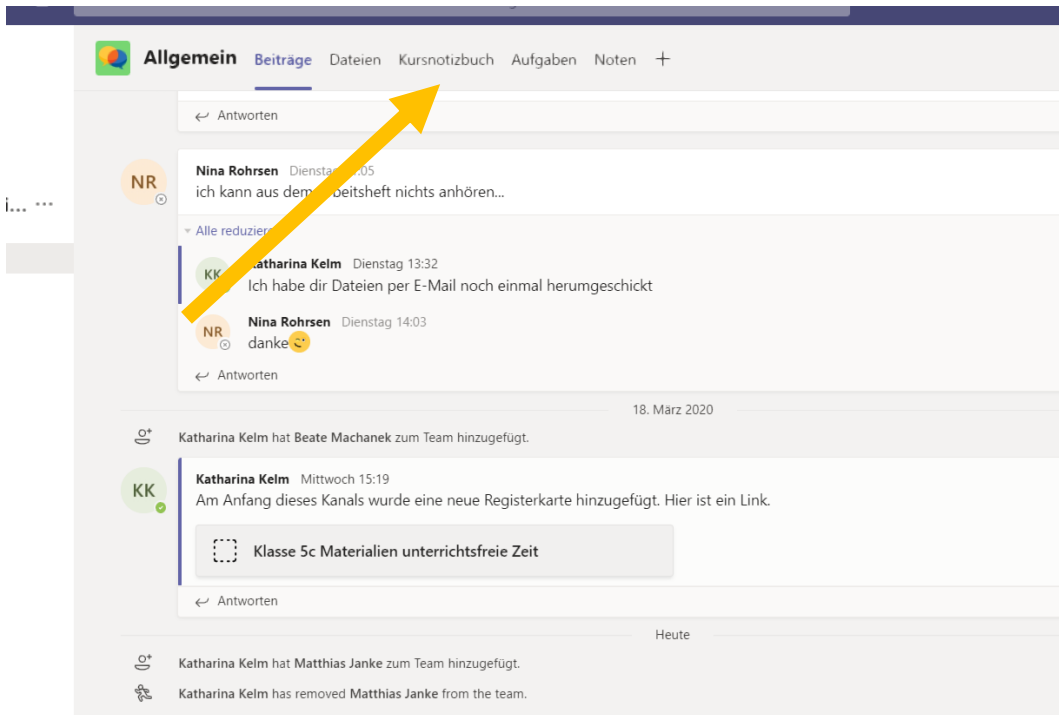 Allgemein Beiträge Dateien Kursnotizbuch Aufgaben Noten +
Antworten
NR
Nina Rohrsen Dienstag :05
ich kann aus dem beitsheft nichts anhören...
i... ...
Alle reduzier
KK
Katharina Kelm Dienstag 13:32
Ich habe dir Dateien per E-Mail noch einmal herumgeschickt
NR
Nina Rohrsen Dienstag 14:03
danke
Antworten
18. März 2020
Katharina Kelm hat Beate Machanek zum Team hinzugefügt.
KK
Katharina Kelm Mittwoch 15:19
Am Anfang dieses Kanals wurde eine neue Registerkarte hinzugefügt. Hier ist ein Link.
Klasse 5c Materialien unterrichtsfreie Zeit
Antworten
Heute
Katharina Kelm hat Matthias Janke zum Team hinzugefügt.
Katharina Kelm has removed Matthias Janke from the team.